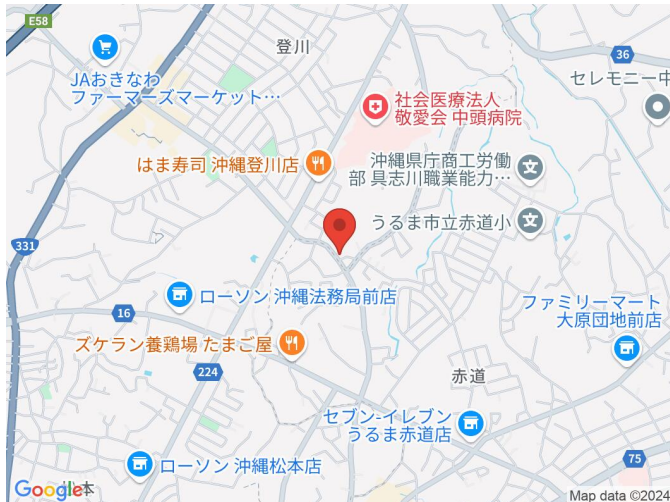 E58
登川
36
JAおきなわ
ファーマーズマーケット…
社会医療法人
敬愛会 中頭病院
セレモニー中
はま寿司 沖縄登川店
沖縄県庁商工労働
部 具志川職業能力…
うるま市立赤道小
331
ローソン 沖縄法務局前店
16
ファミリーマート
大原団地前店
ズケラン養鶏場 たまご屋
224
赤道
セブン-イレブン
うるま赤道店
75
ローソン 沖縄松本店
Google
本
Map data ©2024